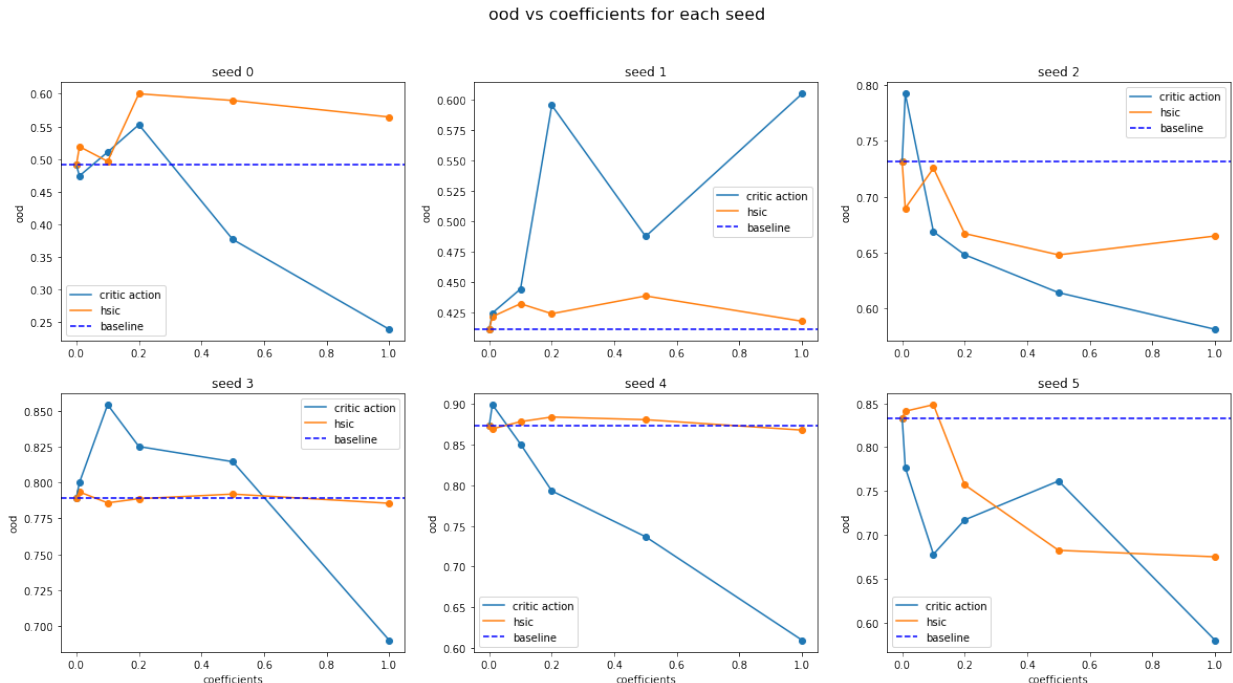 ood vs coefficients for each seed
seed 0
0.60
0.55
0.50
0.45
0.40
0.35
0.30
0.25
ood
critic action
hsic
baseline
0.0 0.2 0.4 0.6 0.8 1.0
seed 1
0.600
0.575
0.550
0.525
0.500
0.475
0.450
0.425
ood
critic action
hsic
baseline
0.0 0.2 0.4 0.6 0.8 1.0
seed 2
0.80
0.75
0.70
0.65
0.60
ood
critic action
hsic
baseline
0.0 0.2 0.4 0.6 0.8 1.0
seed 3
0.850
0.825
0.800
0.775
0.750
0.725
0.700
ood
critic action
hsic
baseline
0.0 0.2 0.4 0.6 0.8 1.0
coefficients
seed 4
0.90
0.85
0.80
0.75
0.70
0.65
0.60
ood
critic action
hsic
baseline
0.0 0.2 0.4 0.6 0.8 1.0
coefficients
seed 5
0.85
0.80
0.75
0.70
0.65
0.60
ood
critic action
hsic
baseline
0.0 0.2 0.4 0.6 0.8 1.0
coefficients